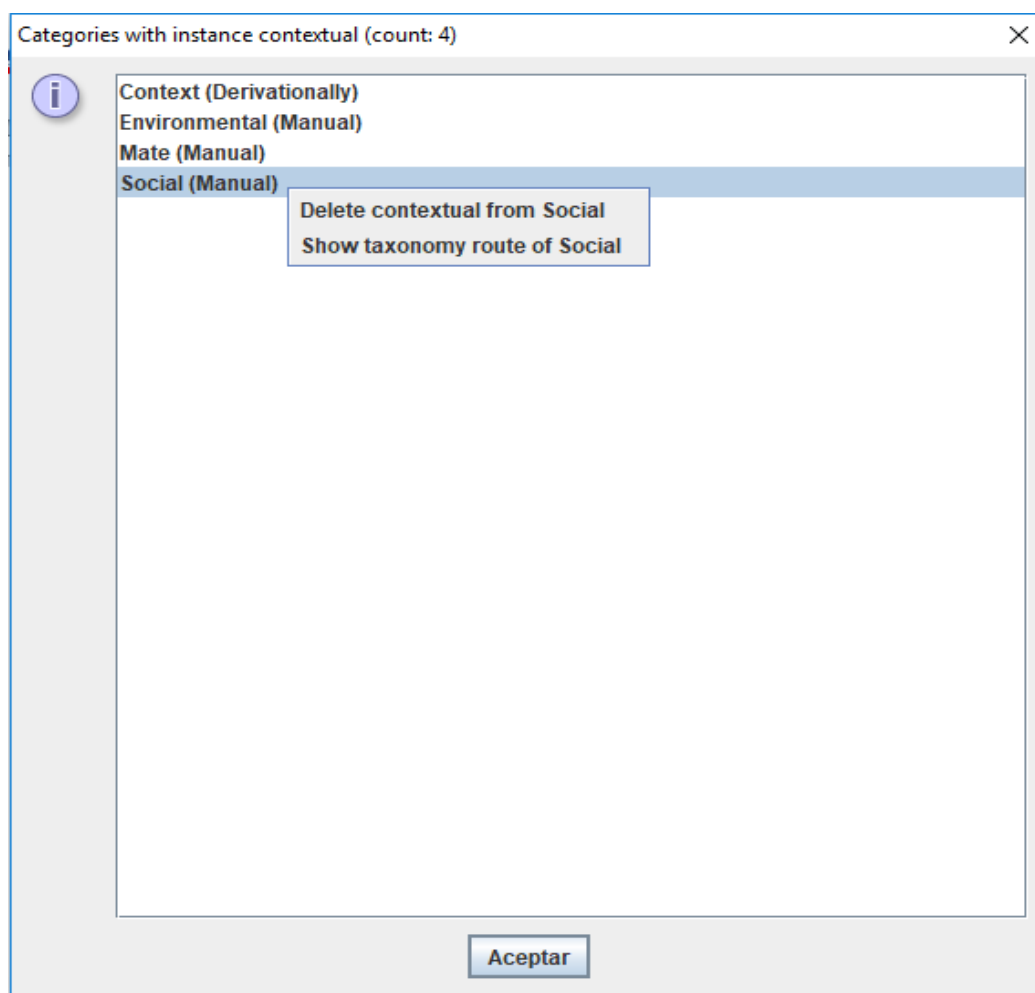 Categories with instance contextual (count: 4)
Context (Derivationally)
Environmental (Manual)
Mate (Manual)
Social (Manual)
Delete contextual from Social
Show taxonomy route of Social
Aceptar